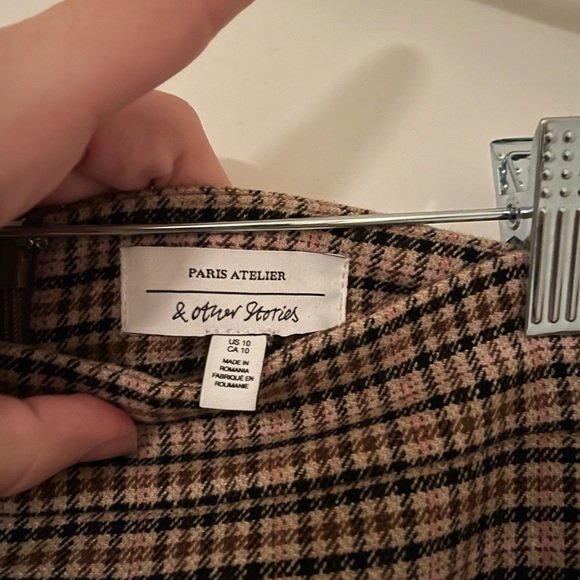 PARIS ATELIER
& Other Stories
US 10
CA 10
MADE IN
ROMANIA
FABRIQUÉ EN
ROUMANIE